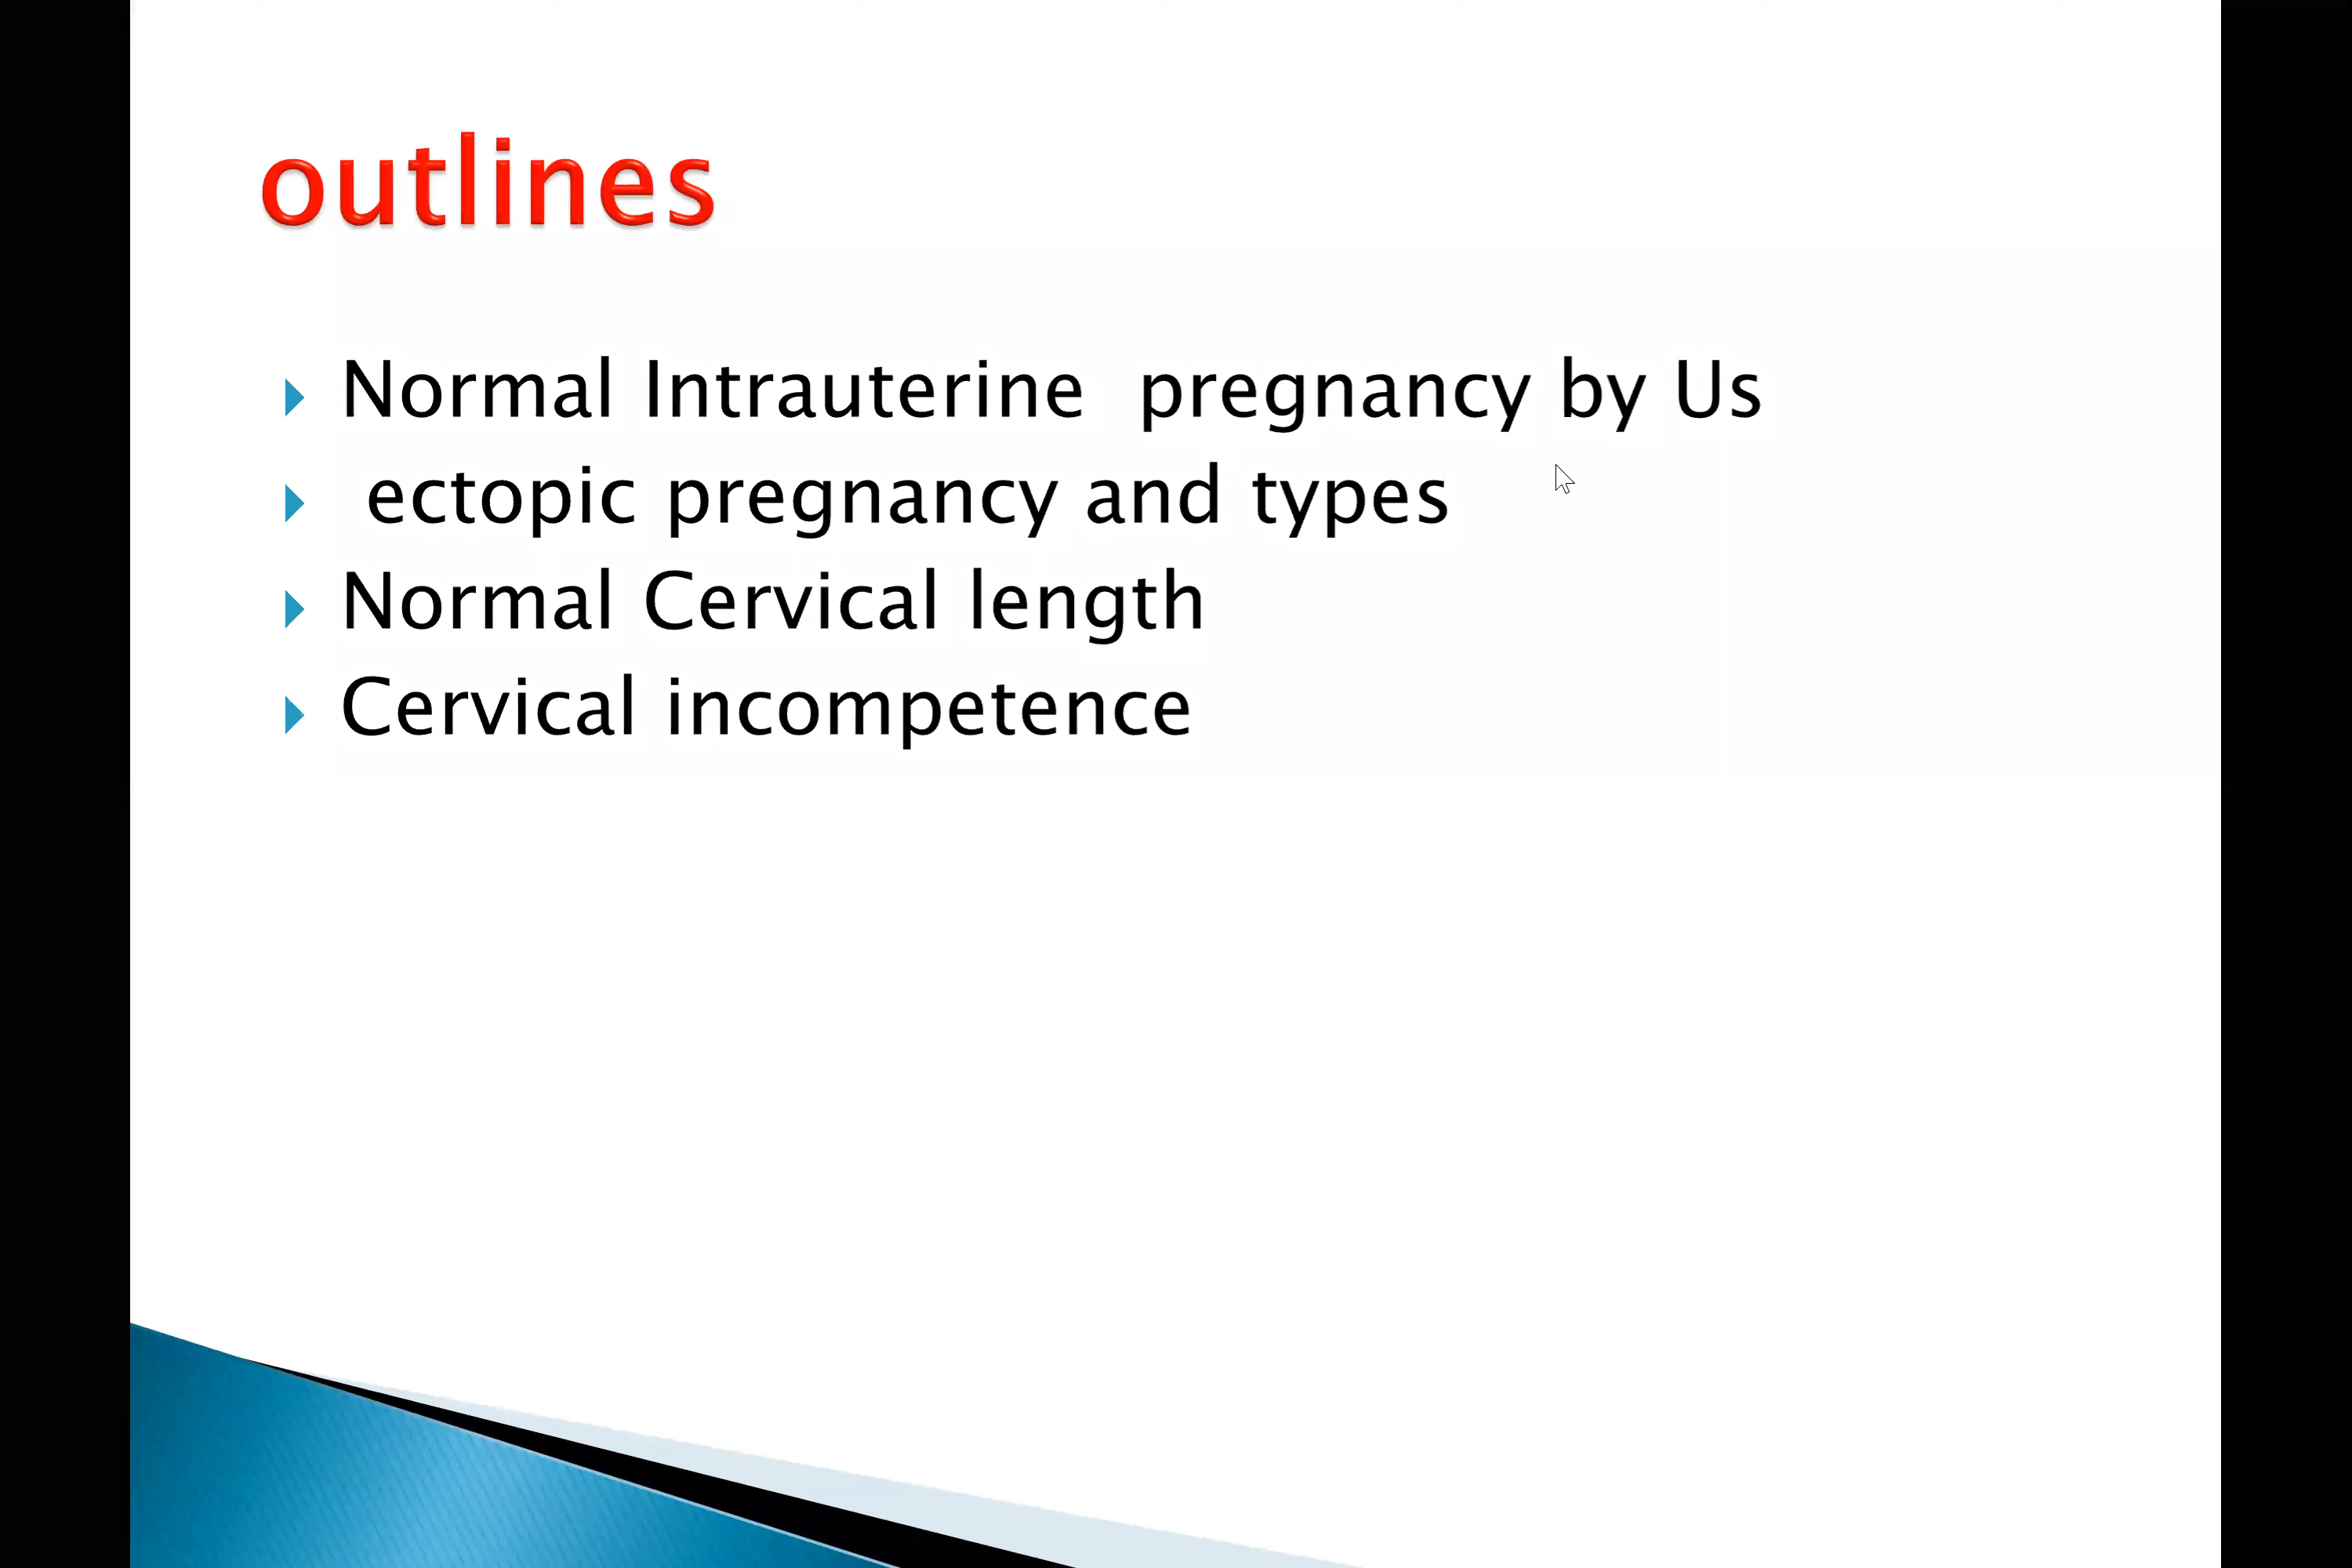 outlines
Normal Intrauterine  pregnancy by Us
ectopic pregnancy and types
Normal Cervical length
Cervical incompetence